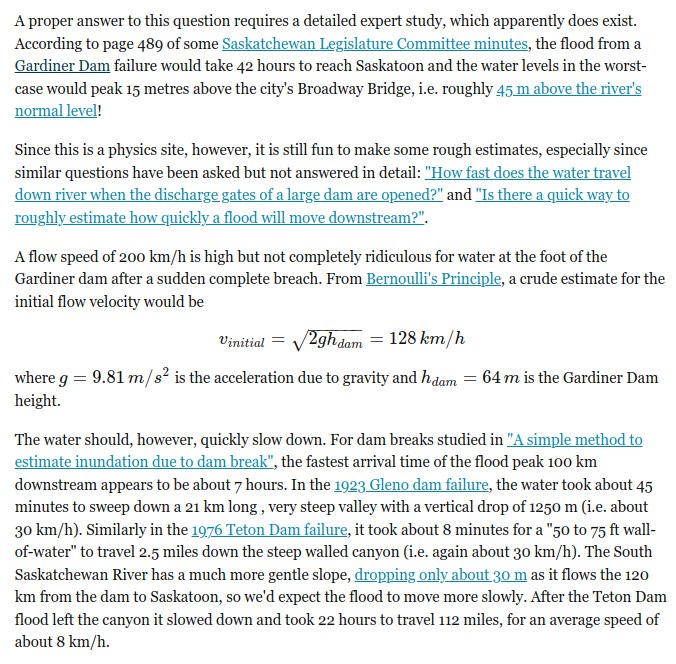 A proper answer to this question requires a detailed expert study, which apparently does exist.
According to page 489 of some Saskatchewan Legislature Committee minutes, the flood from a
Gardiner Dam failure would take 42 hours to reach Saskatoon and the water levels in the worst-
case would peak 15 metres above the city's Broadway Bridge, i.e. roughly 45 m above the river's
normal level!
Since this is a physics site, however, it is still fun to make some rough estimates, especially since
similar questions have been asked but not answered in detail: "How fast does the water travel
down river when the discharge gates of a large dam are opened?" and "Is there a quick way to
roughly estimate how quickly a flood will move downstream?".
A flow speed of 200 km/h is high but not completely ridiculous for water at the foot of the
Gardiner dam after a sudden complete breach. From Bernoulli's Principle, a crude estimate for the
initial flow velocity would be
v_initial = √(2gh_dam) = 128 km/h
where g = 9.81 m/s² is the acceleration due to gravity and h_dam = 64 m is the Gardiner Dam
height.
The water should, however, quickly slow down. For dam breaks studied in "A simple method to
estimate inundation due to dam break", the fastest arrival time of the flood peak 100 km
downstream appears to be about 7 hours. In the 1923 Gleno dam failure, the water took about 45
minutes to sweep down a 21 km long , very steep valley with a vertical drop of 1250 m (i.e. about
30 km/h). Similarly in the 1976 Teton Dam failure, it took about 8 minutes for a "50 to 75 ft wall-
of-water" to travel 2.5 miles down the steep walled canyon (i.e. again about 30 km/h). The South
Saskatchewan River has a much more gentle slope, dropping only about 30 m as it flows the 120
km from the dam to Saskatoon, so we'd expect the flood to move more slowly. After the Teton Dam
flood left the canyon it slowed down and took 22 hours to travel 112 miles, for an average speed of
about 8 km/h.